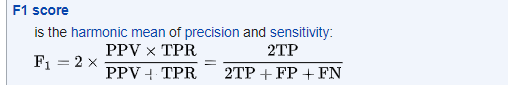 F1 score
is the harmonic mean of precision and sensitivity:
F₁ = 2 × (PPV × TPR)/(PPV + TPR) = 2TP/(2TP + FP + FN)